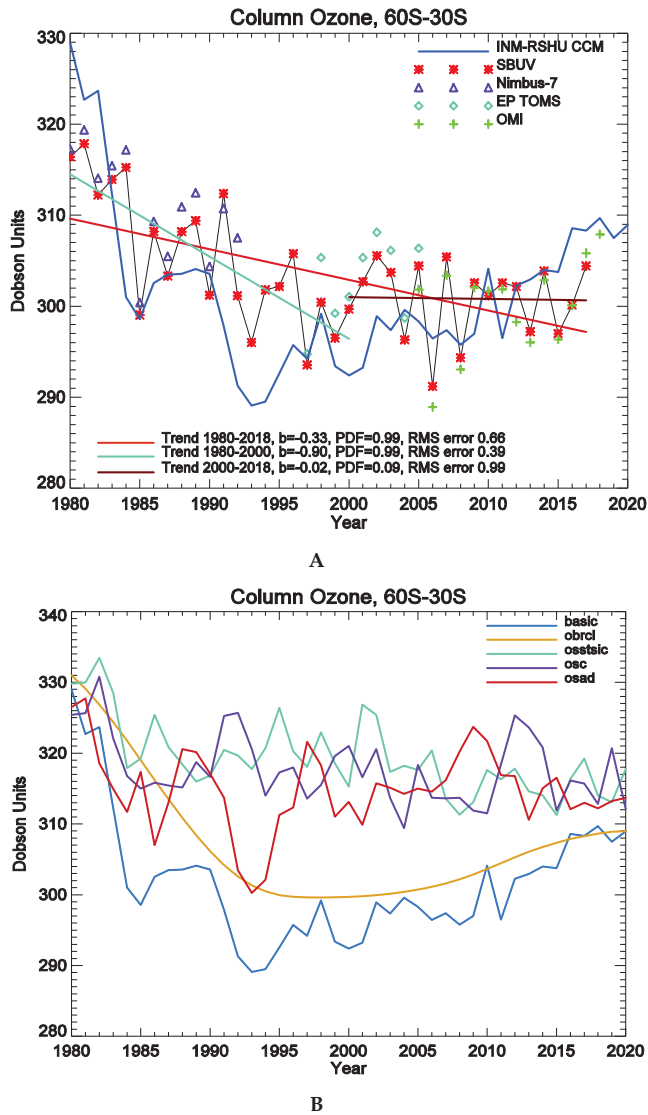 Column Ozone, 60S-30S
330
320
310
300
290
280
Dobson Units
INM-RSHU CCM
SBUV
Nimbus-7
EP TOMS
OMI
Trend 1980-2018, b=-0.33, PDF=0.99, RMS error 0.66
Trend 1980-2000, b=-0.90, PDF=0.99, RMS error 0.39
Trend 2000-2018, b=-0.02, PDF=0.09, RMS error 0.99
1980 1985 1990 1995 2000 2005 2010 2015 2020
Year
A
Column Ozone, 60S-30S
340
330
320
310
300
290
280
Dobson Units
basic
obrcl
osstsic
osc
osad
1980 1985 1990 1995 2000 2005 2010 2015 2020
Year
B